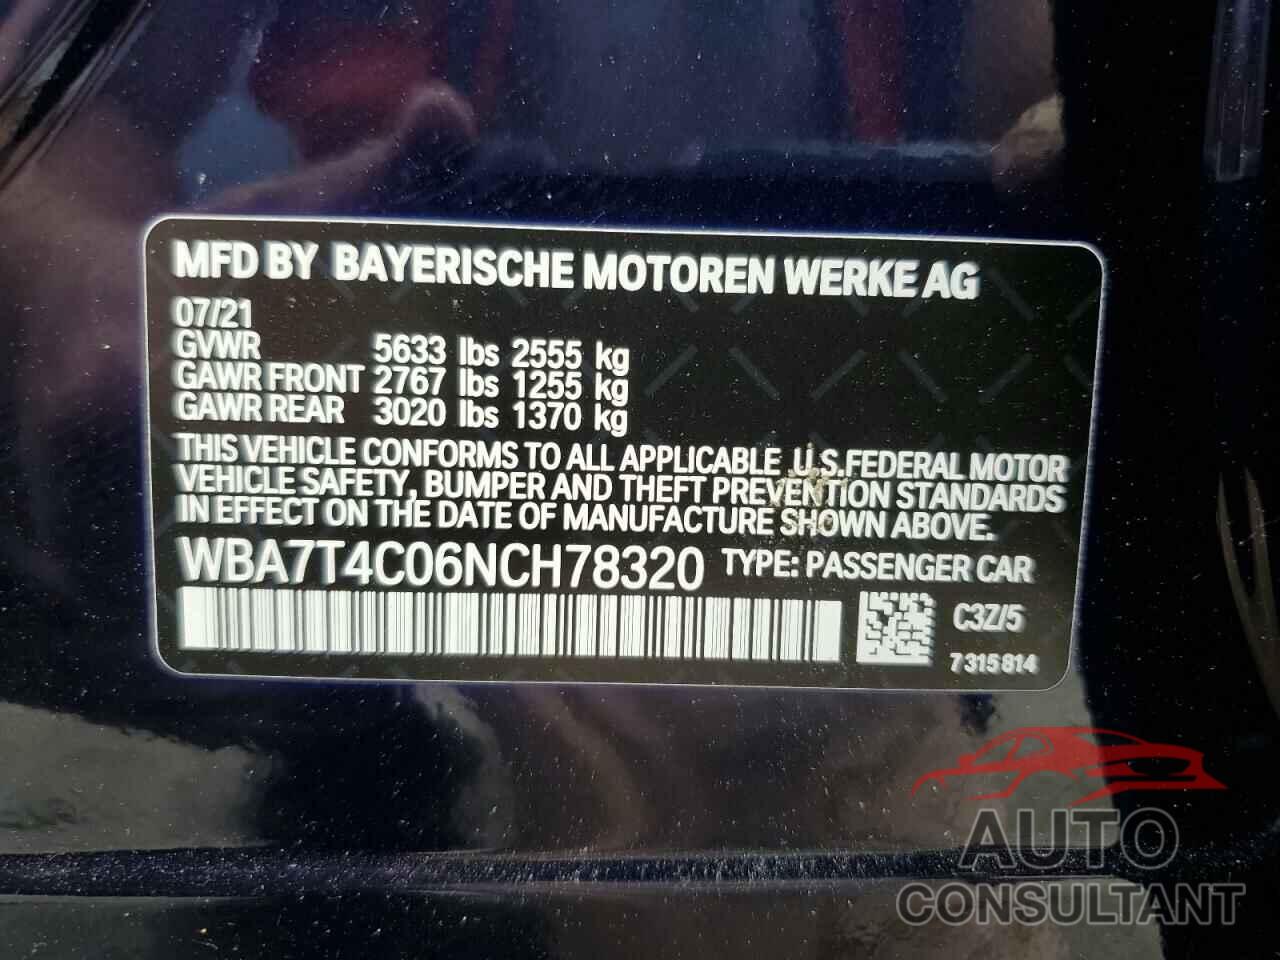 MFD BY BAYERISCHE MOTOREN WERKE AG
07/21
GVWR 5633 lbs 2555 kg
GAWR FRONT 2767 lbs 1255 kg
GAWR REAR 3020 lbs 1370 kg
THIS VEHICLE CONFORMS TO ALL APPLICABLE U.S. FEDERAL MOTOR
VEHICLE SAFETY, BUMPER AND THEFT PREVENTION STANDARDS
IN EFFECT ON THE DATE OF MANUFACTURE SHOWN ABOVE.
WBA7T4C06NCH78320 TYPE: PASSENGER CAR
C3Z/5
7 315 814
AUTO
CONSULTANT